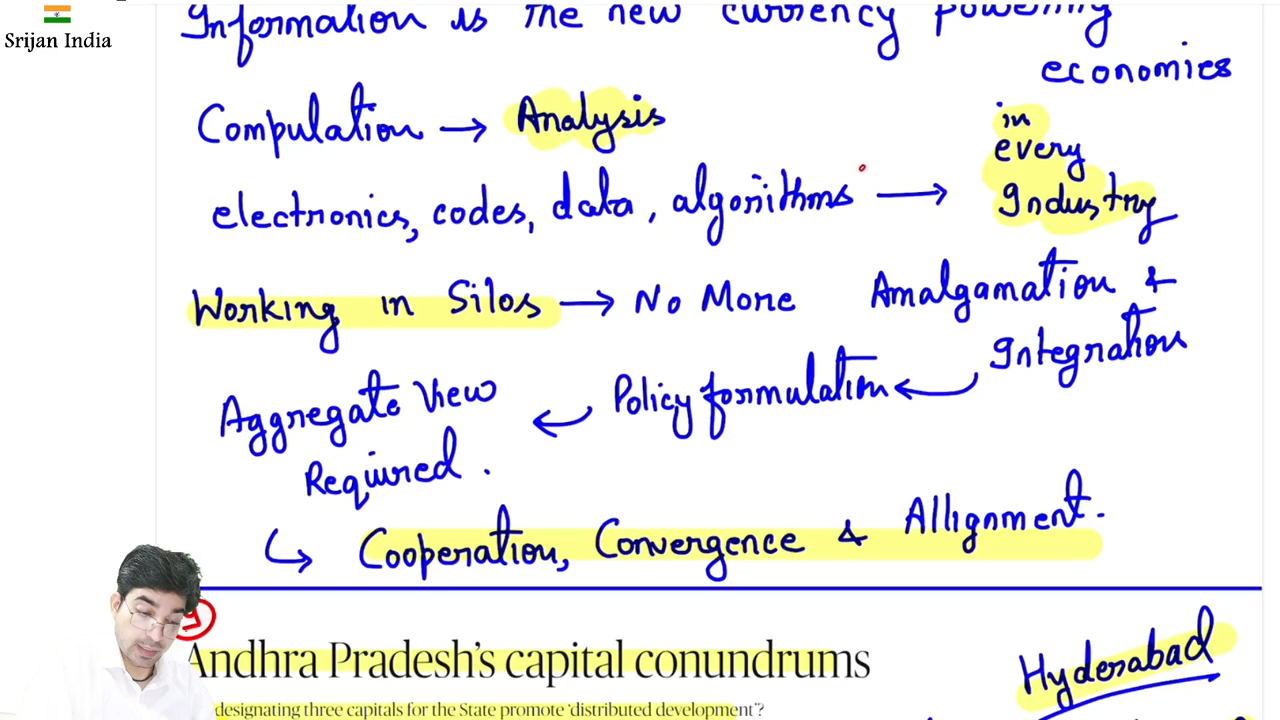 Srijan India
Information is the new currency powering
economies
Compulation → Analysis
in
every
electronics, codes, data, algorithms → Industry
Working in Silos → No More Amalgamation &
Integration
Policy formulation
Aggregate View
Required.
Cooperation, Convergence & Allignment.
9
Andhra Pradesh's capital conundrums
Hyderabad
designating three capitals for the State promote 'distributed development'?